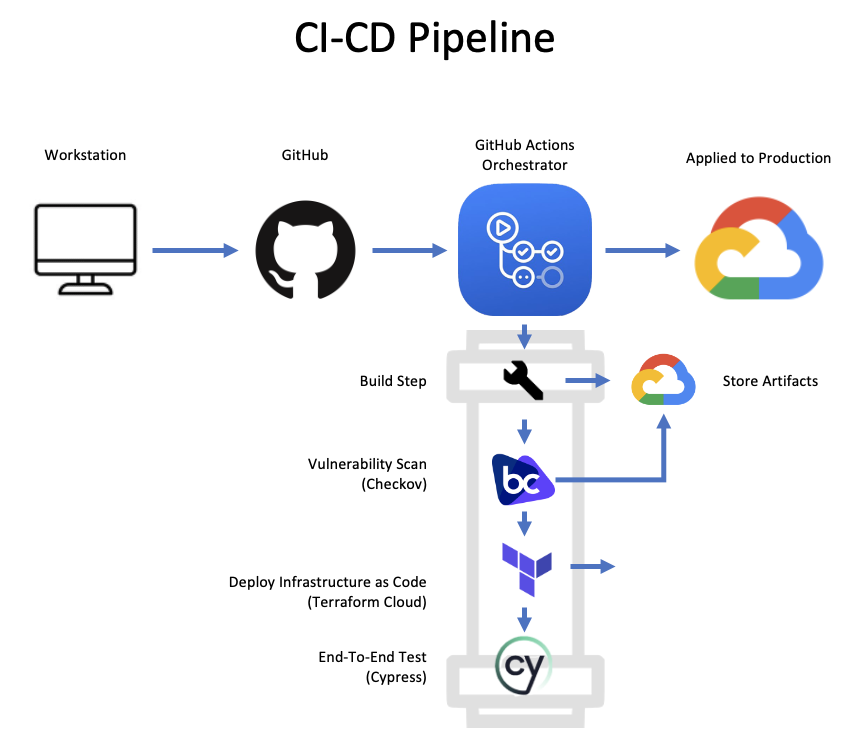 CI-CD Pipeline
Workstation
GitHub
GitHub Actions
Orchestrator
Applied to Production
Build Step
Store Artifacts
Vulnerability Scan
(Checkov)
bc
Deploy Infrastructure as Code
(Terraform Cloud)
End-To-End Test
(Cypress)
cy